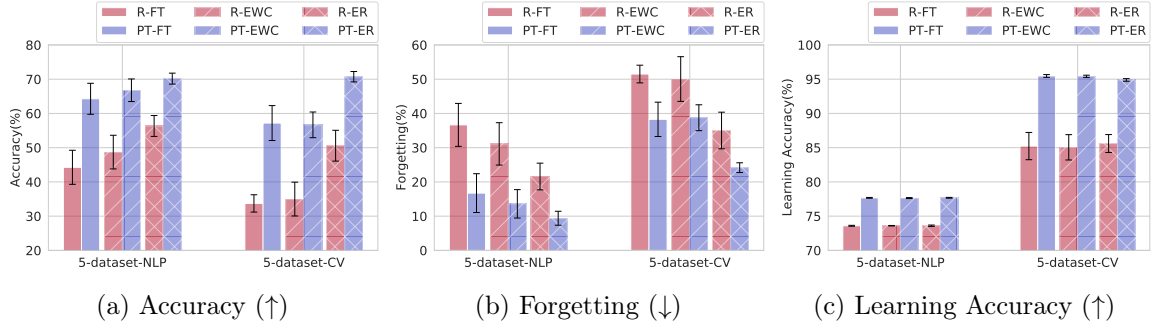 R-FT R-EWC R-ER
PT-FT PT-EWC PT-ER
80
70
60
50
40
30
20
Accuracy(%)
5-dataset-NLP 5-dataset-CV
(a) Accuracy (↑)
R-FT R-EWC R-ER
PT-FT PT-EWC PT-ER
60
50
40
30
20
10
0
Forgetting(%)
5-dataset-NLP 5-dataset-CV
(b) Forgetting (↓)
R-FT R-EWC R-ER
PT-FT PT-EWC PT-ER
100
95
90
85
80
75
70
Learning Accuracy(%)
5-dataset-NLP 5-dataset-CV
(c) Learning Accuracy (↑)